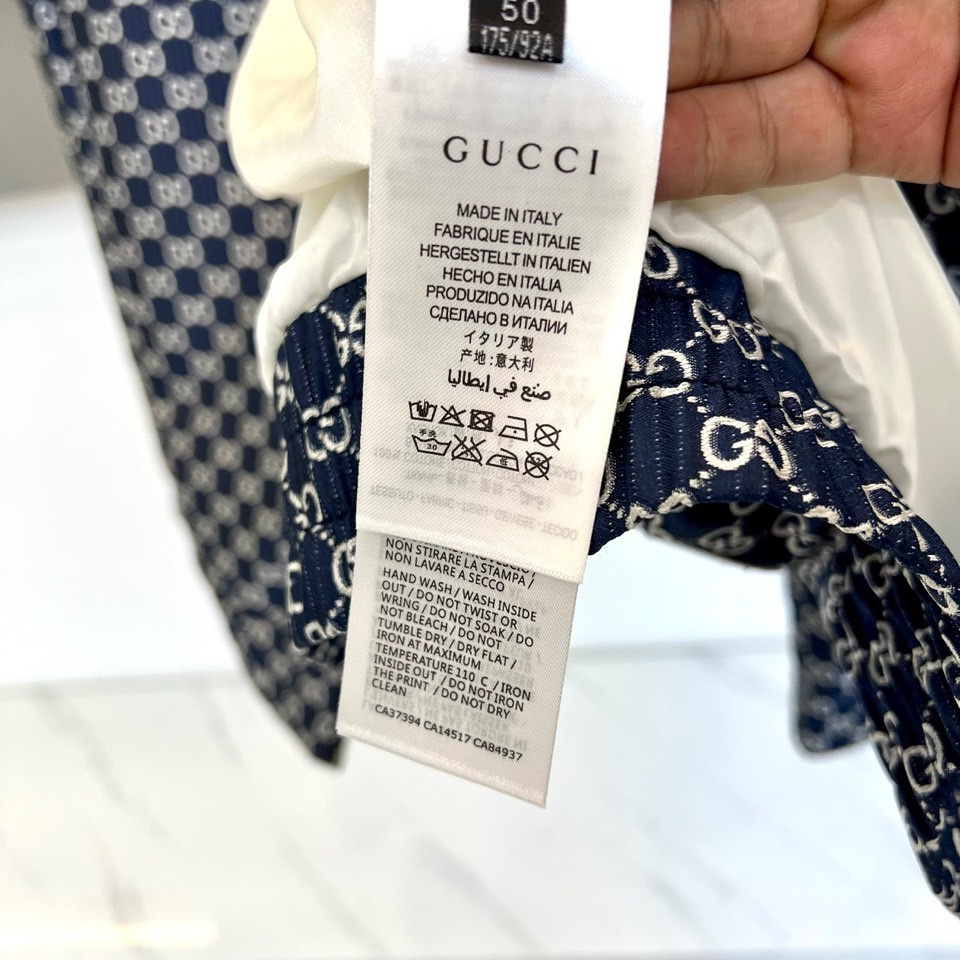 50
175/92A
GUCCI
MADE IN ITALY
FABRIQUE EN ITALIE
HERGESTELLT IN ITALIEN
HECHO EN ITALIA
PRODUZIDO NA ITALIA
СДЕЛАНО В ИТАЛИИ
イタリア製
产地:意大利
صنع في إيطاليا
手洗
30
NON STIRARE LA STAMPA /
NON LAVARE A SECCO
HAND WASH / WASH INSIDE
OUT / DO NOT TWIST OR
WRING / DO NOT SOAK / DO
NOT BLEACH / DO NOT
TUMBLE DRY / DRY FLAT /
IRON AT MAXIMUM
TEMPERATURE 110 C / IRON
INSIDE OUT / DO NOT IRON
THE PRINT / DO NOT DRY
CLEAN
CA37394 CA14517 CA84937